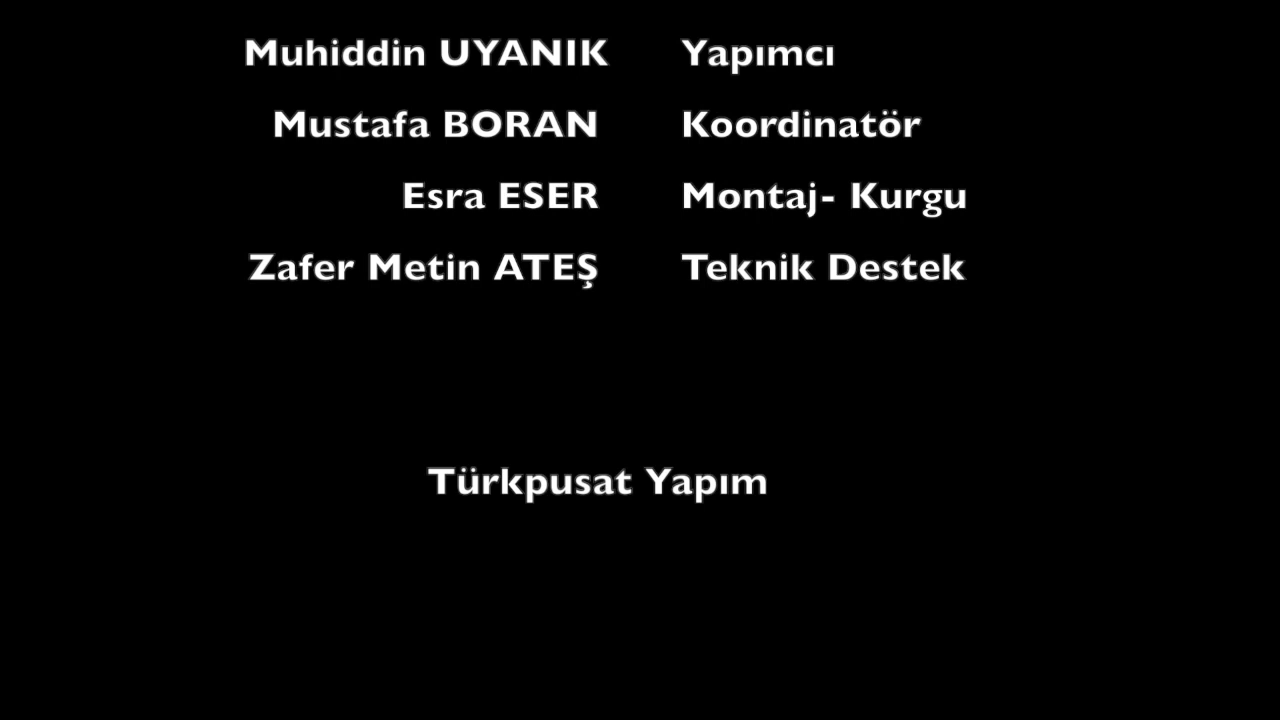 Muhiddin UYANIK Yapımcı
Mustafa BORAN Koordinatör
Esra ESER Montaj- Kurgu
Zafer Metin ATEŞ Teknik Destek
Türkpusat Yapım